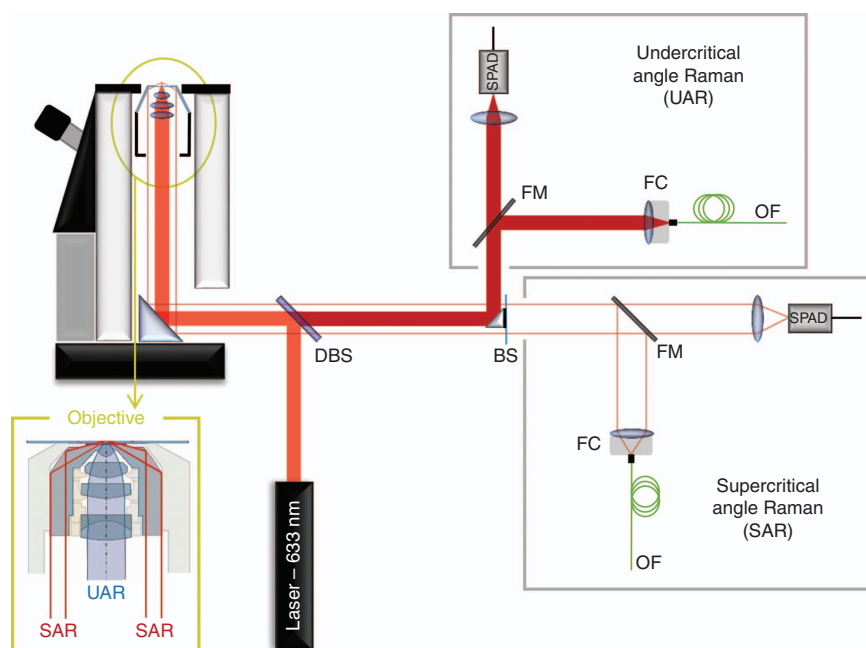 Undercritical
angle Raman
(UAR)
SPAD
FM
FC
OF
DBS
BS
FM
SPAD
FC
OF
Supercritical
angle Raman
(SAR)
Laser – 633 nm
Objective
UAR
SAR
SAR